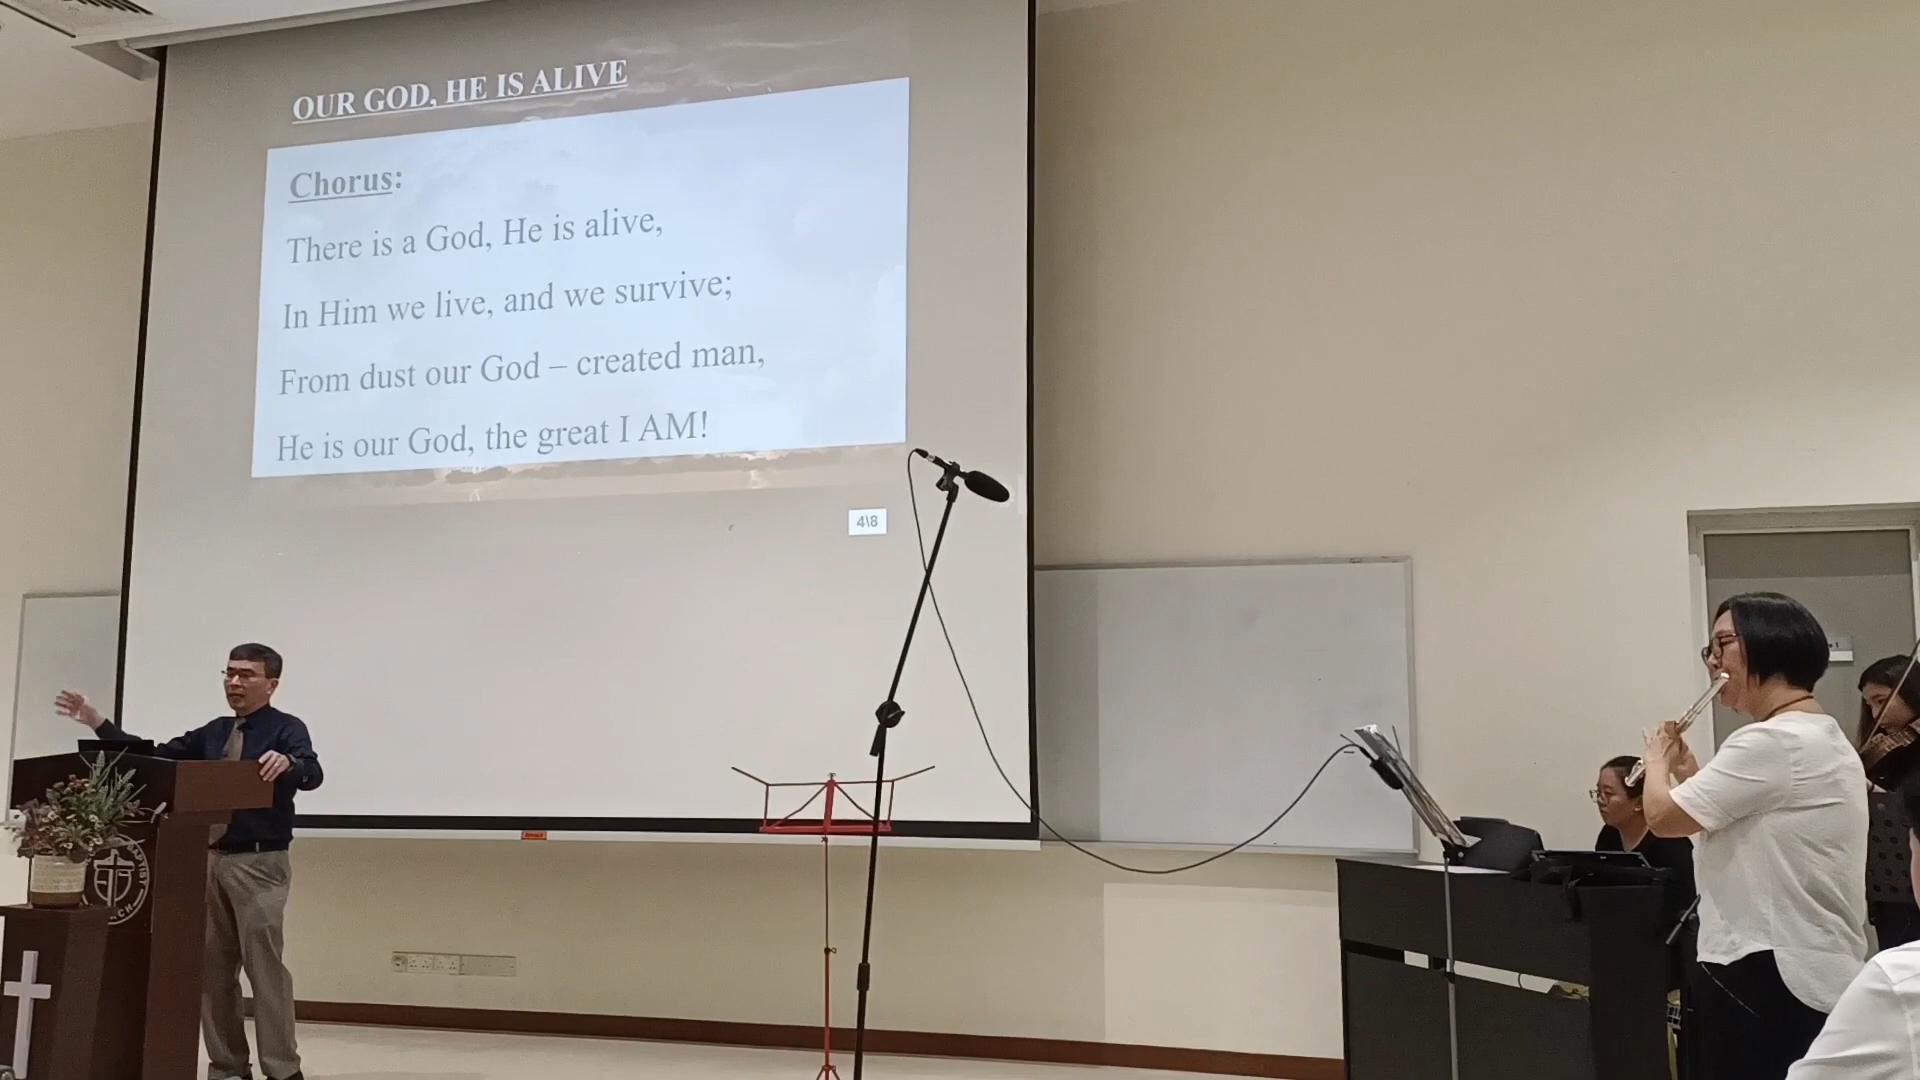 OUR GOD, HE IS ALIVE
Chorus:
There is a God, He is alive,
In Him we live, and we survive;
From dust our God – created man,
He is our God, the great I AM!
4\8